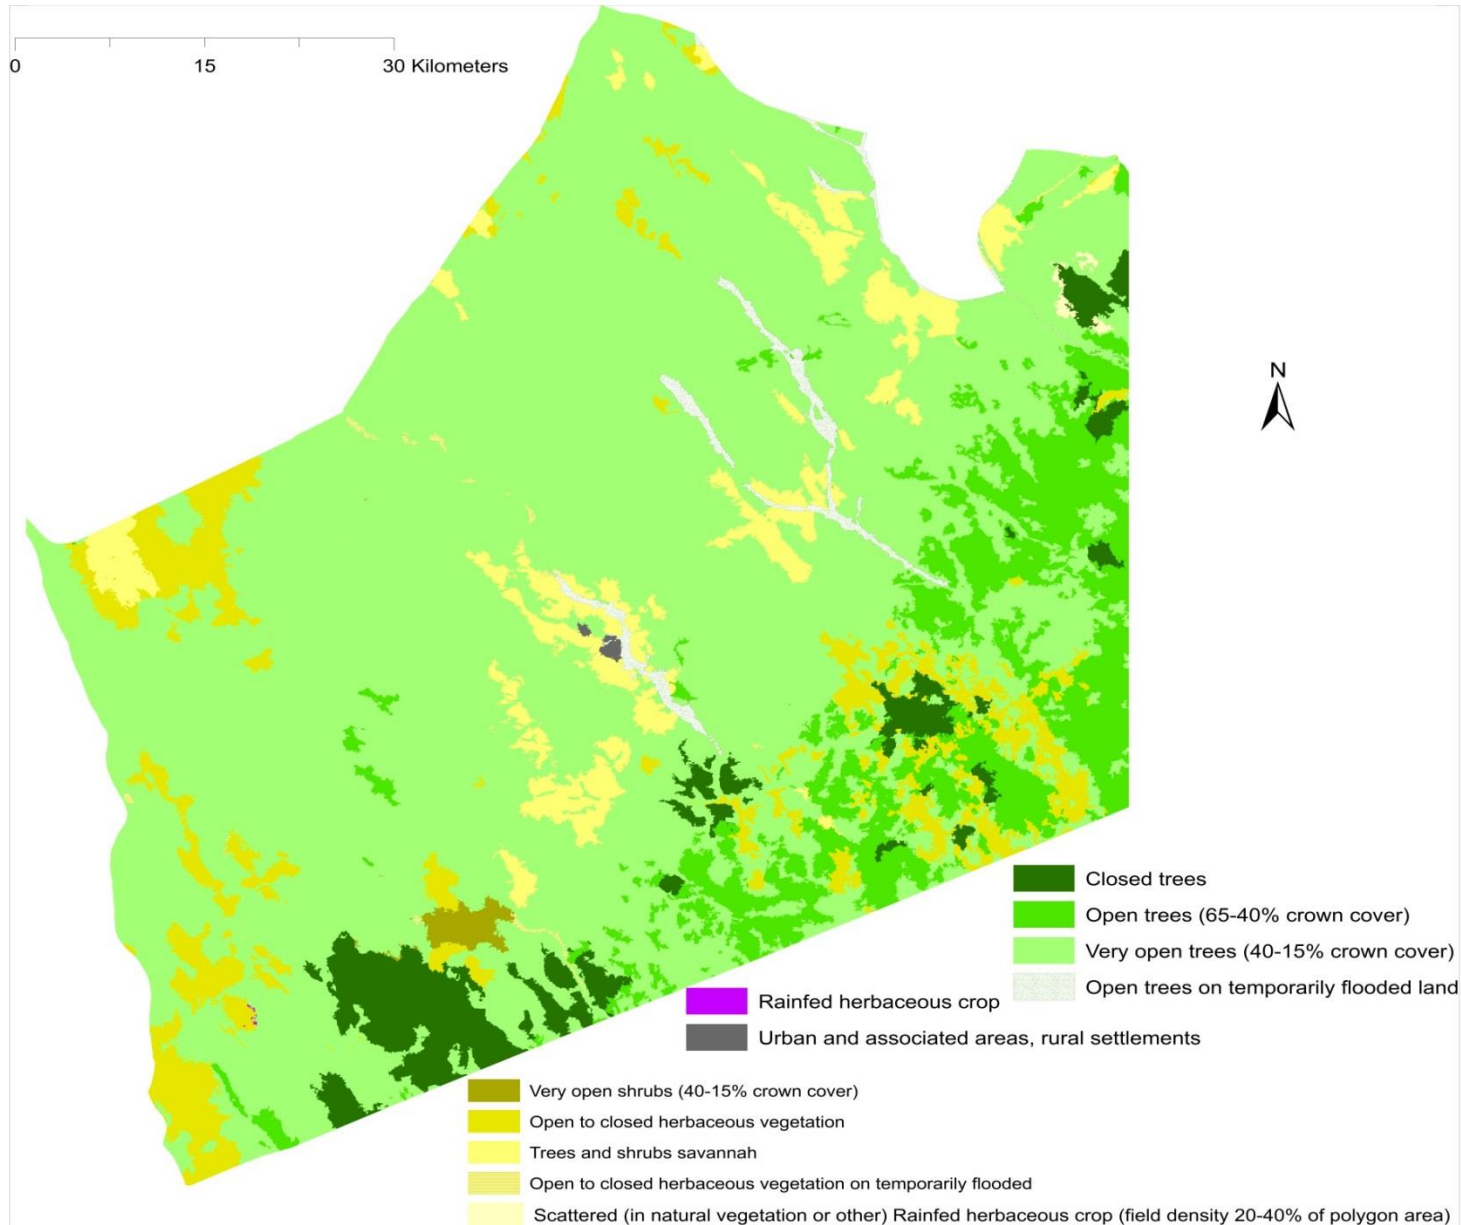 0 15 30 Kilometers
N
Closed trees
Open trees (65-40% crown cover)
Very open trees (40-15% crown cover)
Open trees on temporarily flooded land
Rainfed herbaceous crop
Urban and associated areas, rural settlements
Very open shrubs (40-15% crown cover)
Open to closed herbaceous vegetation
Trees and shrubs savannah
Open to closed herbaceous vegetation on temporarily flooded
Scattered (in natural vegetation or other) Rainfed herbaceous crop (field density 20-40% of polygon area)